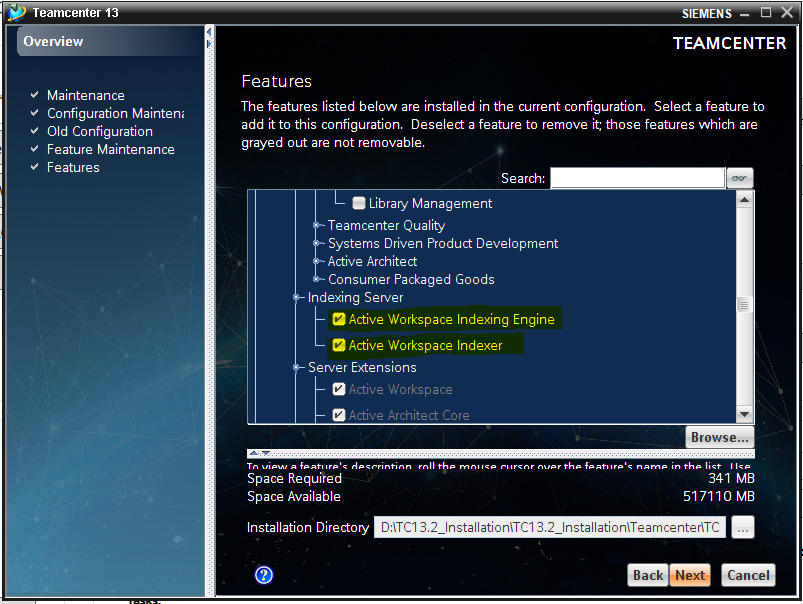 Teamcenter 13
SIEMENS
Overview
TEAMCENTER
Maintenance
Configuration Maintena
Old Configuration
Feature Maintenance
Features
Features
The features listed below are installed in the current configuration. Select a feature to
add it to this configuration. Deselect a feature to remove it; those features which are
grayed out are not removable.
Search:
Library Management
Teamcenter Quality
Systems Driven Product Development
Active Architect
Consumer Packaged Goods
Indexing Server
Active Workspace Indexing Engine
Active Workspace Indexer
Server Extensions
Active Workspace
Active Architect Core
Browse...
To view a feature's description, roll the mouse cursor over the feature's name in the list. Use
Space Required 341 MB
Space Available 517110 MB
Installation Directory D:\TC13.2_Installation\TC13.2_Installation\Teamcenter\TC ...
? Back Next Cancel